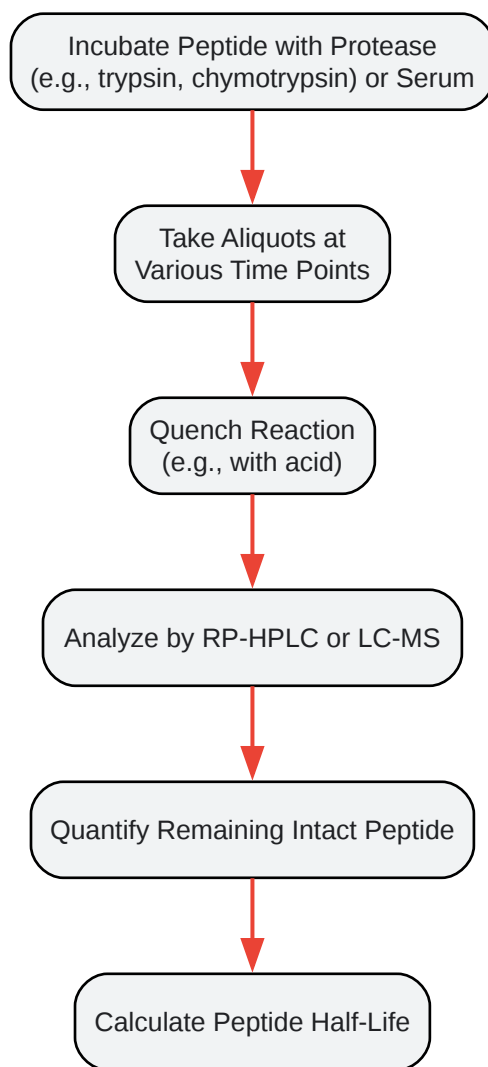 Incubate Peptide with Protease
(e.g., trypsin, chymotrypsin) or Serum
Take Aliquots at
Various Time Points
Quench Reaction
(e.g., with acid)
Analyze by RP-HPLC or LC-MS
Quantify Remaining Intact Peptide
Calculate Peptide Half-Life